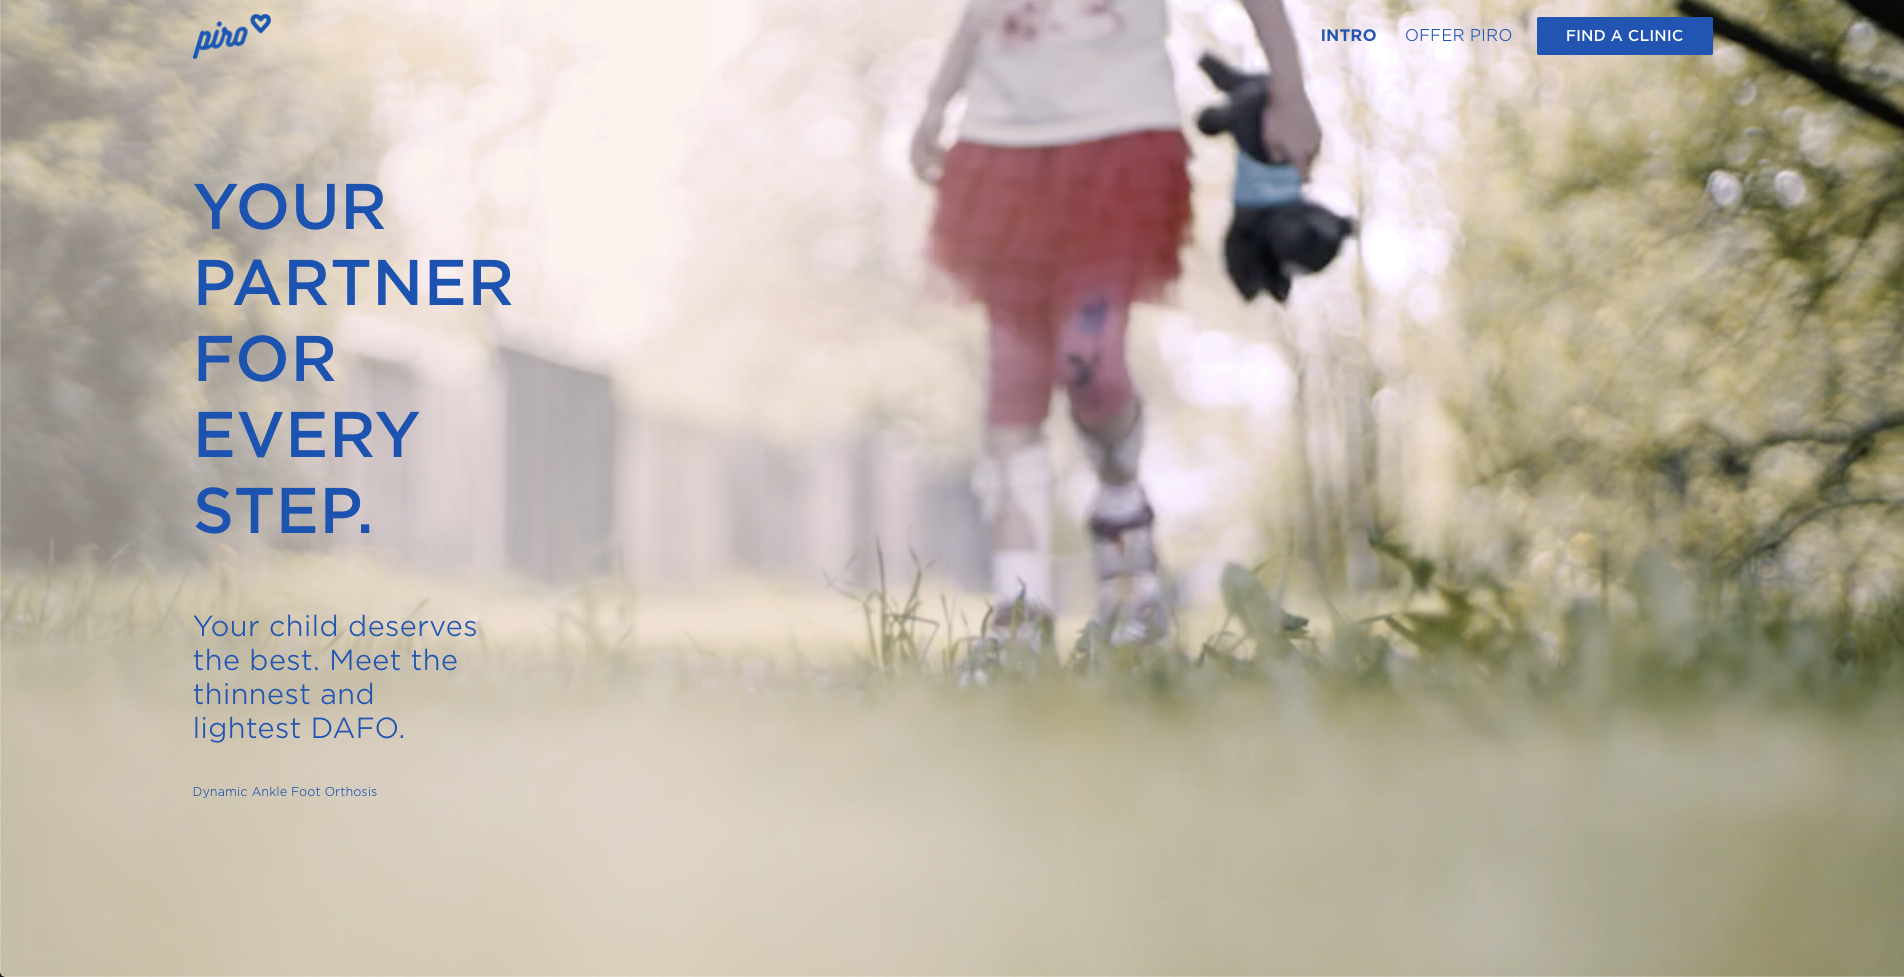 piro
INTRO
OFFER PIRO
FIND A CLINIC
YOUR
PARTNER
FOR
EVERY
STEP.
Your child deserves
the best. Meet the
thinnest and
lightest DAFO.
Dynamic Ankle Foot Orthosis